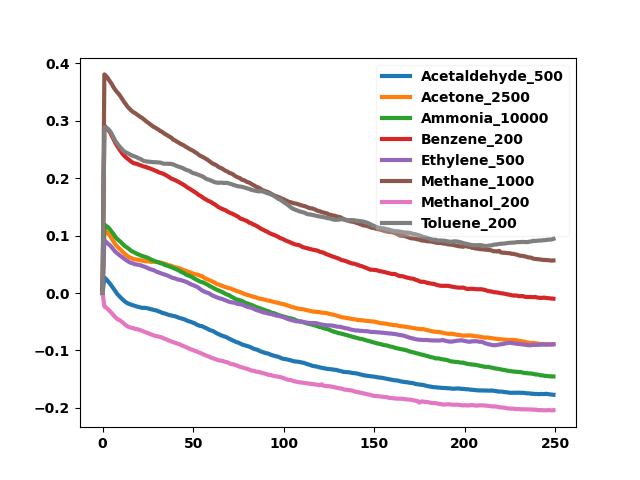 0.4
0.3
0.2
0.1
0.0
−0.1
−0.2
0 50 100 150 200 250
Acetaldehyde_500
Acetone_2500
Ammonia_10000
Benzene_200
Ethylene_500
Methane_1000
Methanol_200
Toluene_200